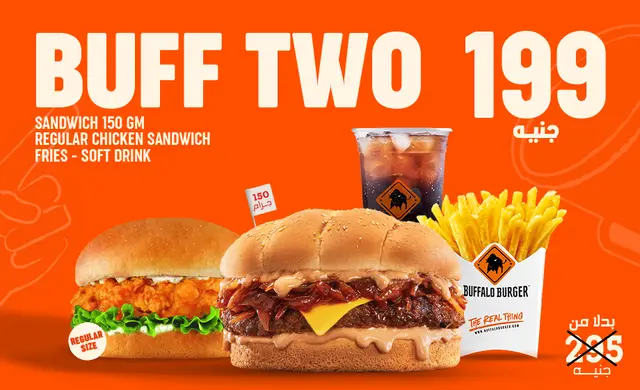 BUFF TWO 199
جنيه
SANDWICH 150 GM
REGULAR CHICKEN SANDWICH
FRIES - SOFT DRINK
150
جرام
REGULAR
SIZE
BUFFALO BURGER
THE REAL THING
بدلا من
295
جنيه